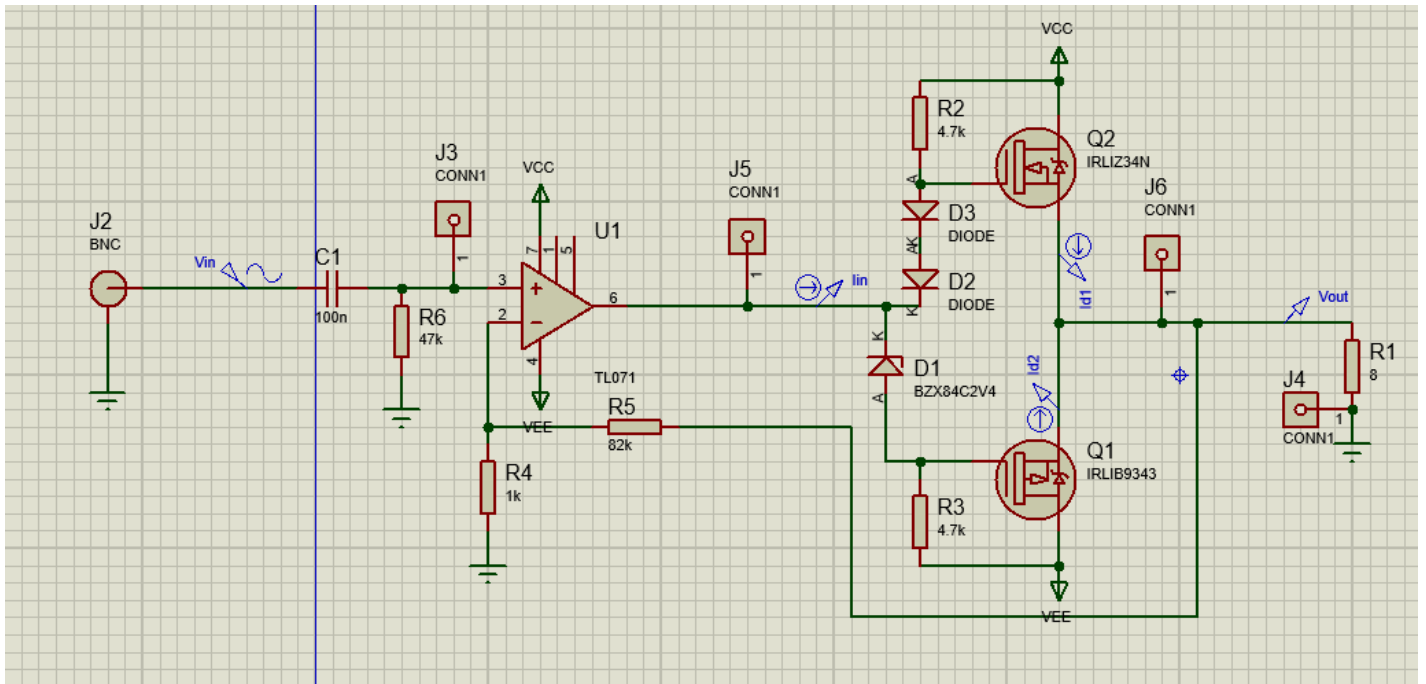 J2
BNC
Vin
C1
100n
R6
47k
J3
CONN1
1
VCC
7
1
5
U1
3
2
6
4
TL071
VEE
R5
82k
R4
1k
J5
CONN1
1
Iin
R2
4.7k
A
D3
DIODE
K
A
D2
DIODE
K
K
D1
BZX84C2V4
A
R3
4.7k
VCC
Q2
IRLIZ34N
Id1
J6
CONN1
1
Vout
Id2
Q1
IRLIB9343
VEE
R1
8
J4
CONN1
1